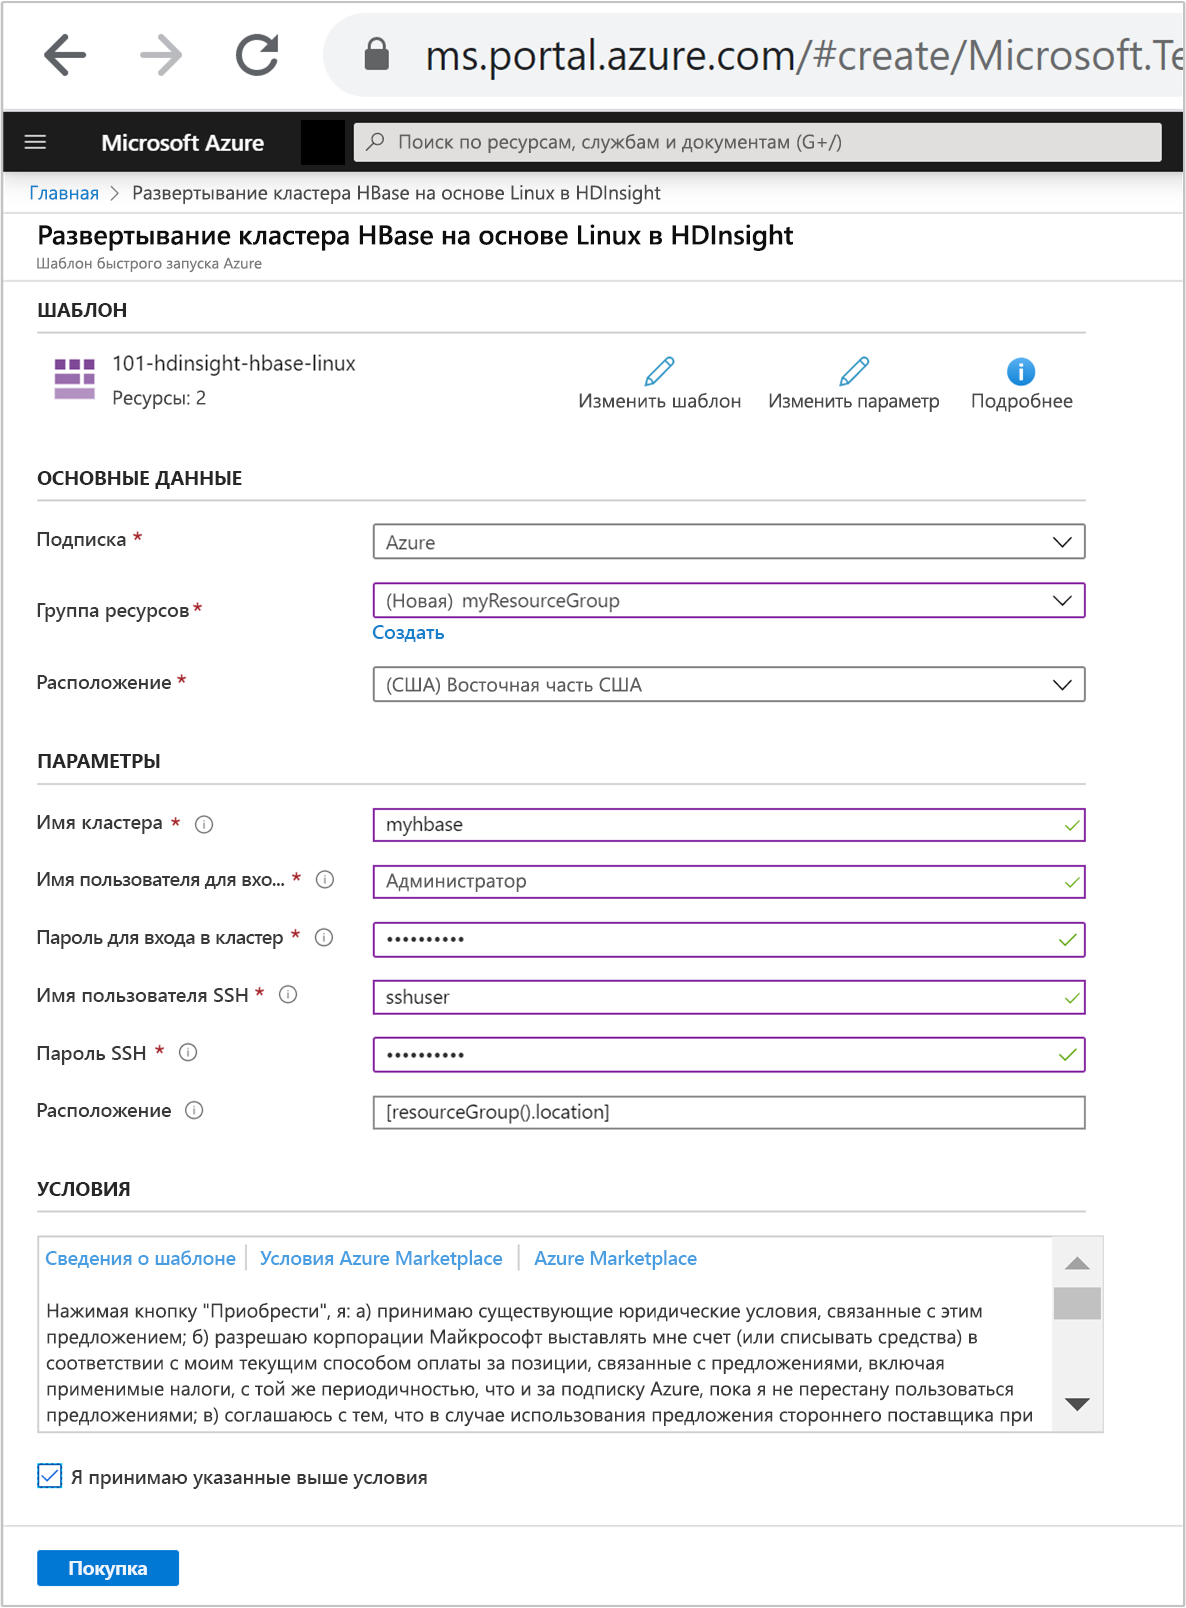 ms.portal.azure.com/#create/Microsoft.Te
Microsoft Azure
Поиск по ресурсам, службам и документам (G+/)
Главная > Развертывание кластера HBase на основе Linux в HDInsight
Развертывание кластера HBase на основе Linux в HDInsight
Шаблон быстрого запуска Azure
ШАБЛОН
101-hdinsight-hbase-linux
Ресурсы: 2
Изменить шаблон Изменить параметр Подробнее
ОСНОВНЫЕ ДАННЫЕ
Подписка * Azure
Группа ресурсов * (Новая) myResourceGroup
Создать
Расположение * (США) Восточная часть США
ПАРАМЕТРЫ
Имя кластера * myhbase
Имя пользователя для вхо... * Администратор
Пароль для входа в кластер * ••••••••••
Имя пользователя SSH * sshuser
Пароль SSH * ••••••••••
Расположение [resourceGroup().location]
УСЛОВИЯ
Сведения о шаблоне | Условия Azure Marketplace | Azure Marketplace
Нажимая кнопку "Приобрести", я: а) принимаю существующие юридические условия, связанные с этим
предложением; б) разрешаю корпорации Майкрософт выставлять мне счет (или списывать средства) в
соответствии с моим текущим способом оплаты за позиции, связанные с предложениями, включая
применимые налоги, с той же периодичностью, что и за подписку Azure, пока я не перестану пользоваться
предложениями; в) соглашаюсь с тем, что в случае использования предложения стороннего поставщика при
Я принимаю указанные выше условия
Покупка